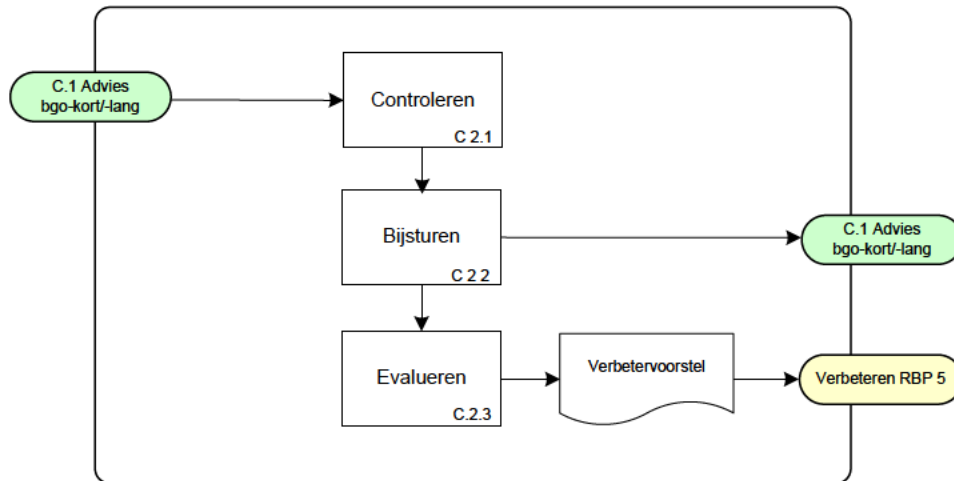 C.1 Advies
bgo-kort/-lang
Controleren
C 2.1
Bijsturen
C 2 2
C.1 Advies
bgo-kort/-lang
Evalueren
C.2.3
Verbetervoorstel
Verbeteren RBP 5